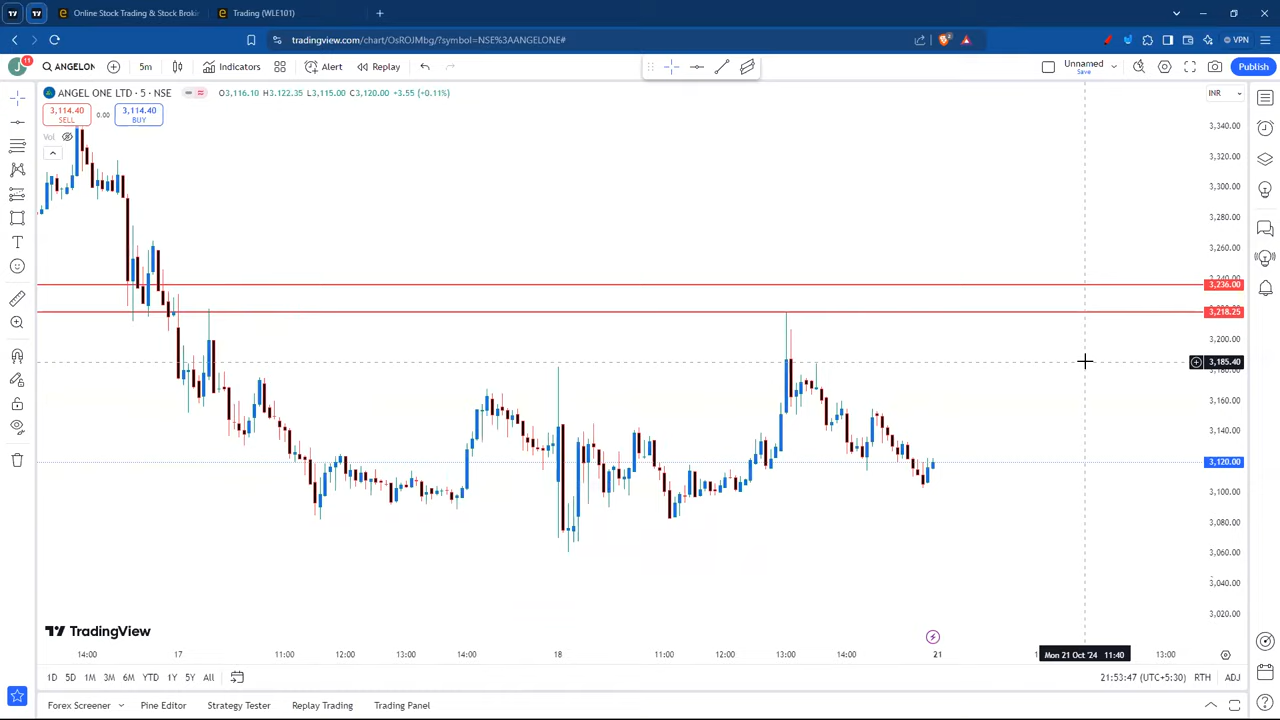 Online Stock Trading & Stock Broki
Trading (WLE101)
tradingview.com/chart/OsROJMbg/?symbol=NSE%3AANGELONE#
VPN
J
11
ANGELON
5m
Indicators
Alert
Replay
Unnamed
Save
Publish
ANGEL ONE LTD · 5 · NSE
O3,116.10 H3,122.35 L3,115.00 C3,120.00 +3.55 (+0.11%)
INR
3,114.40
SELL
0.00
3,114.40
BUY
Vol
3,340.00
3,320.00
3,300.00
3,280.00
3,260.00
3,236.00
3,218.25
3,200.00
3,185.40
3,160.00
3,140.00
3,120.00
3,100.00
3,080.00
3,060.00
3,040.00
3,020.00
TradingView
14:00
17
11:00
12:00
14:00
18
11:00
12:00
13:00
14:00
21
Mon 21 Oct '24 11:40
13:00
1D 5D 1M 3M 6M YTD 1Y 5Y All
21:53:47 (UTC+5:30) RTH ADJ
Forex Screener
Pine Editor
Strategy Tester
Replay Trading
Trading Panel